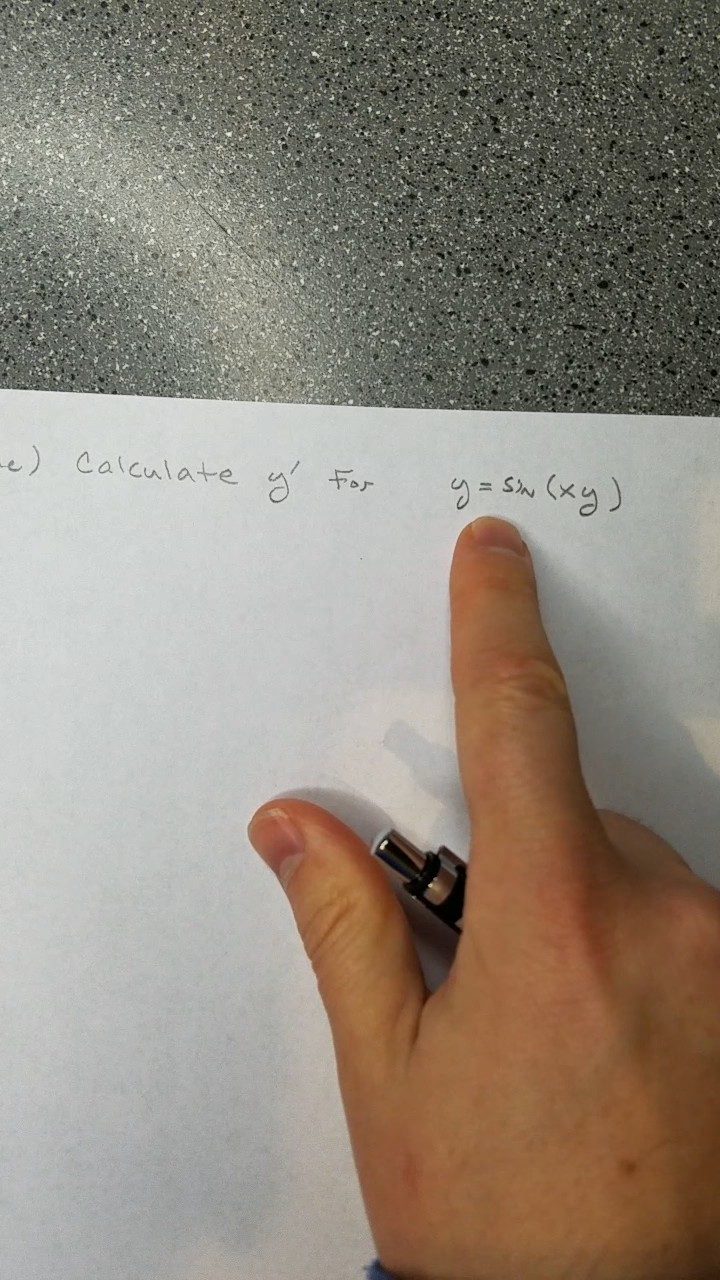 e) Calculate y' For y = sin (xy)